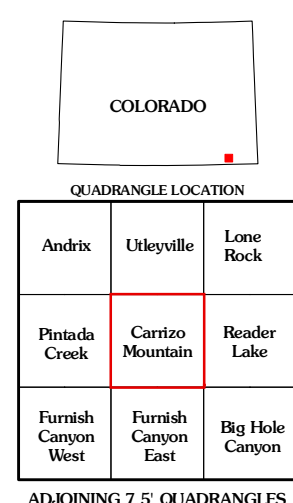 COLORADO
QUADRANGLE LOCATION
Andrix
Utleyville
Lone
Rock
Pintada
Creek
Carrizo
Mountain
Reader
Lake
Furnish
Canyon
West
Furnish
Canyon
East
Big Hole
Canyon
ADJOINING 7.5' QUADRANGLES